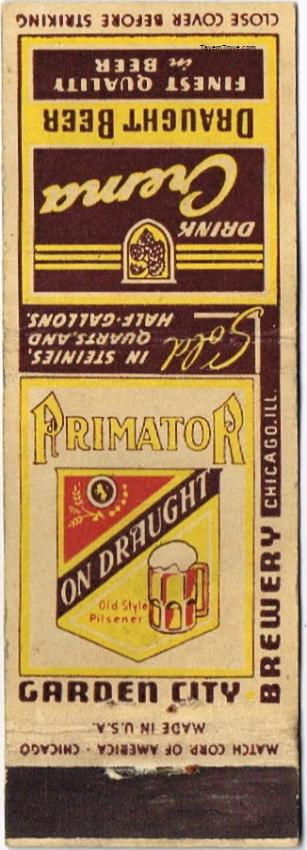 CLOSE COVER BEFORE STRIKING
TavernTrove.com
FINEST QUALITY
in BEER
DRAUGHT BEER
DRINK
Crema
Sold
IN STEINIES,
QUARTS, AND
HALF-GALLONS.
PRIMATOR
ON DRAUGHT
Old Style
Pilsener
GARDEN CITY
BREWERY CHICAGO. ILL.
MADE IN U.S.A.
MATCH CORP OF AMERICA - CHICAGO